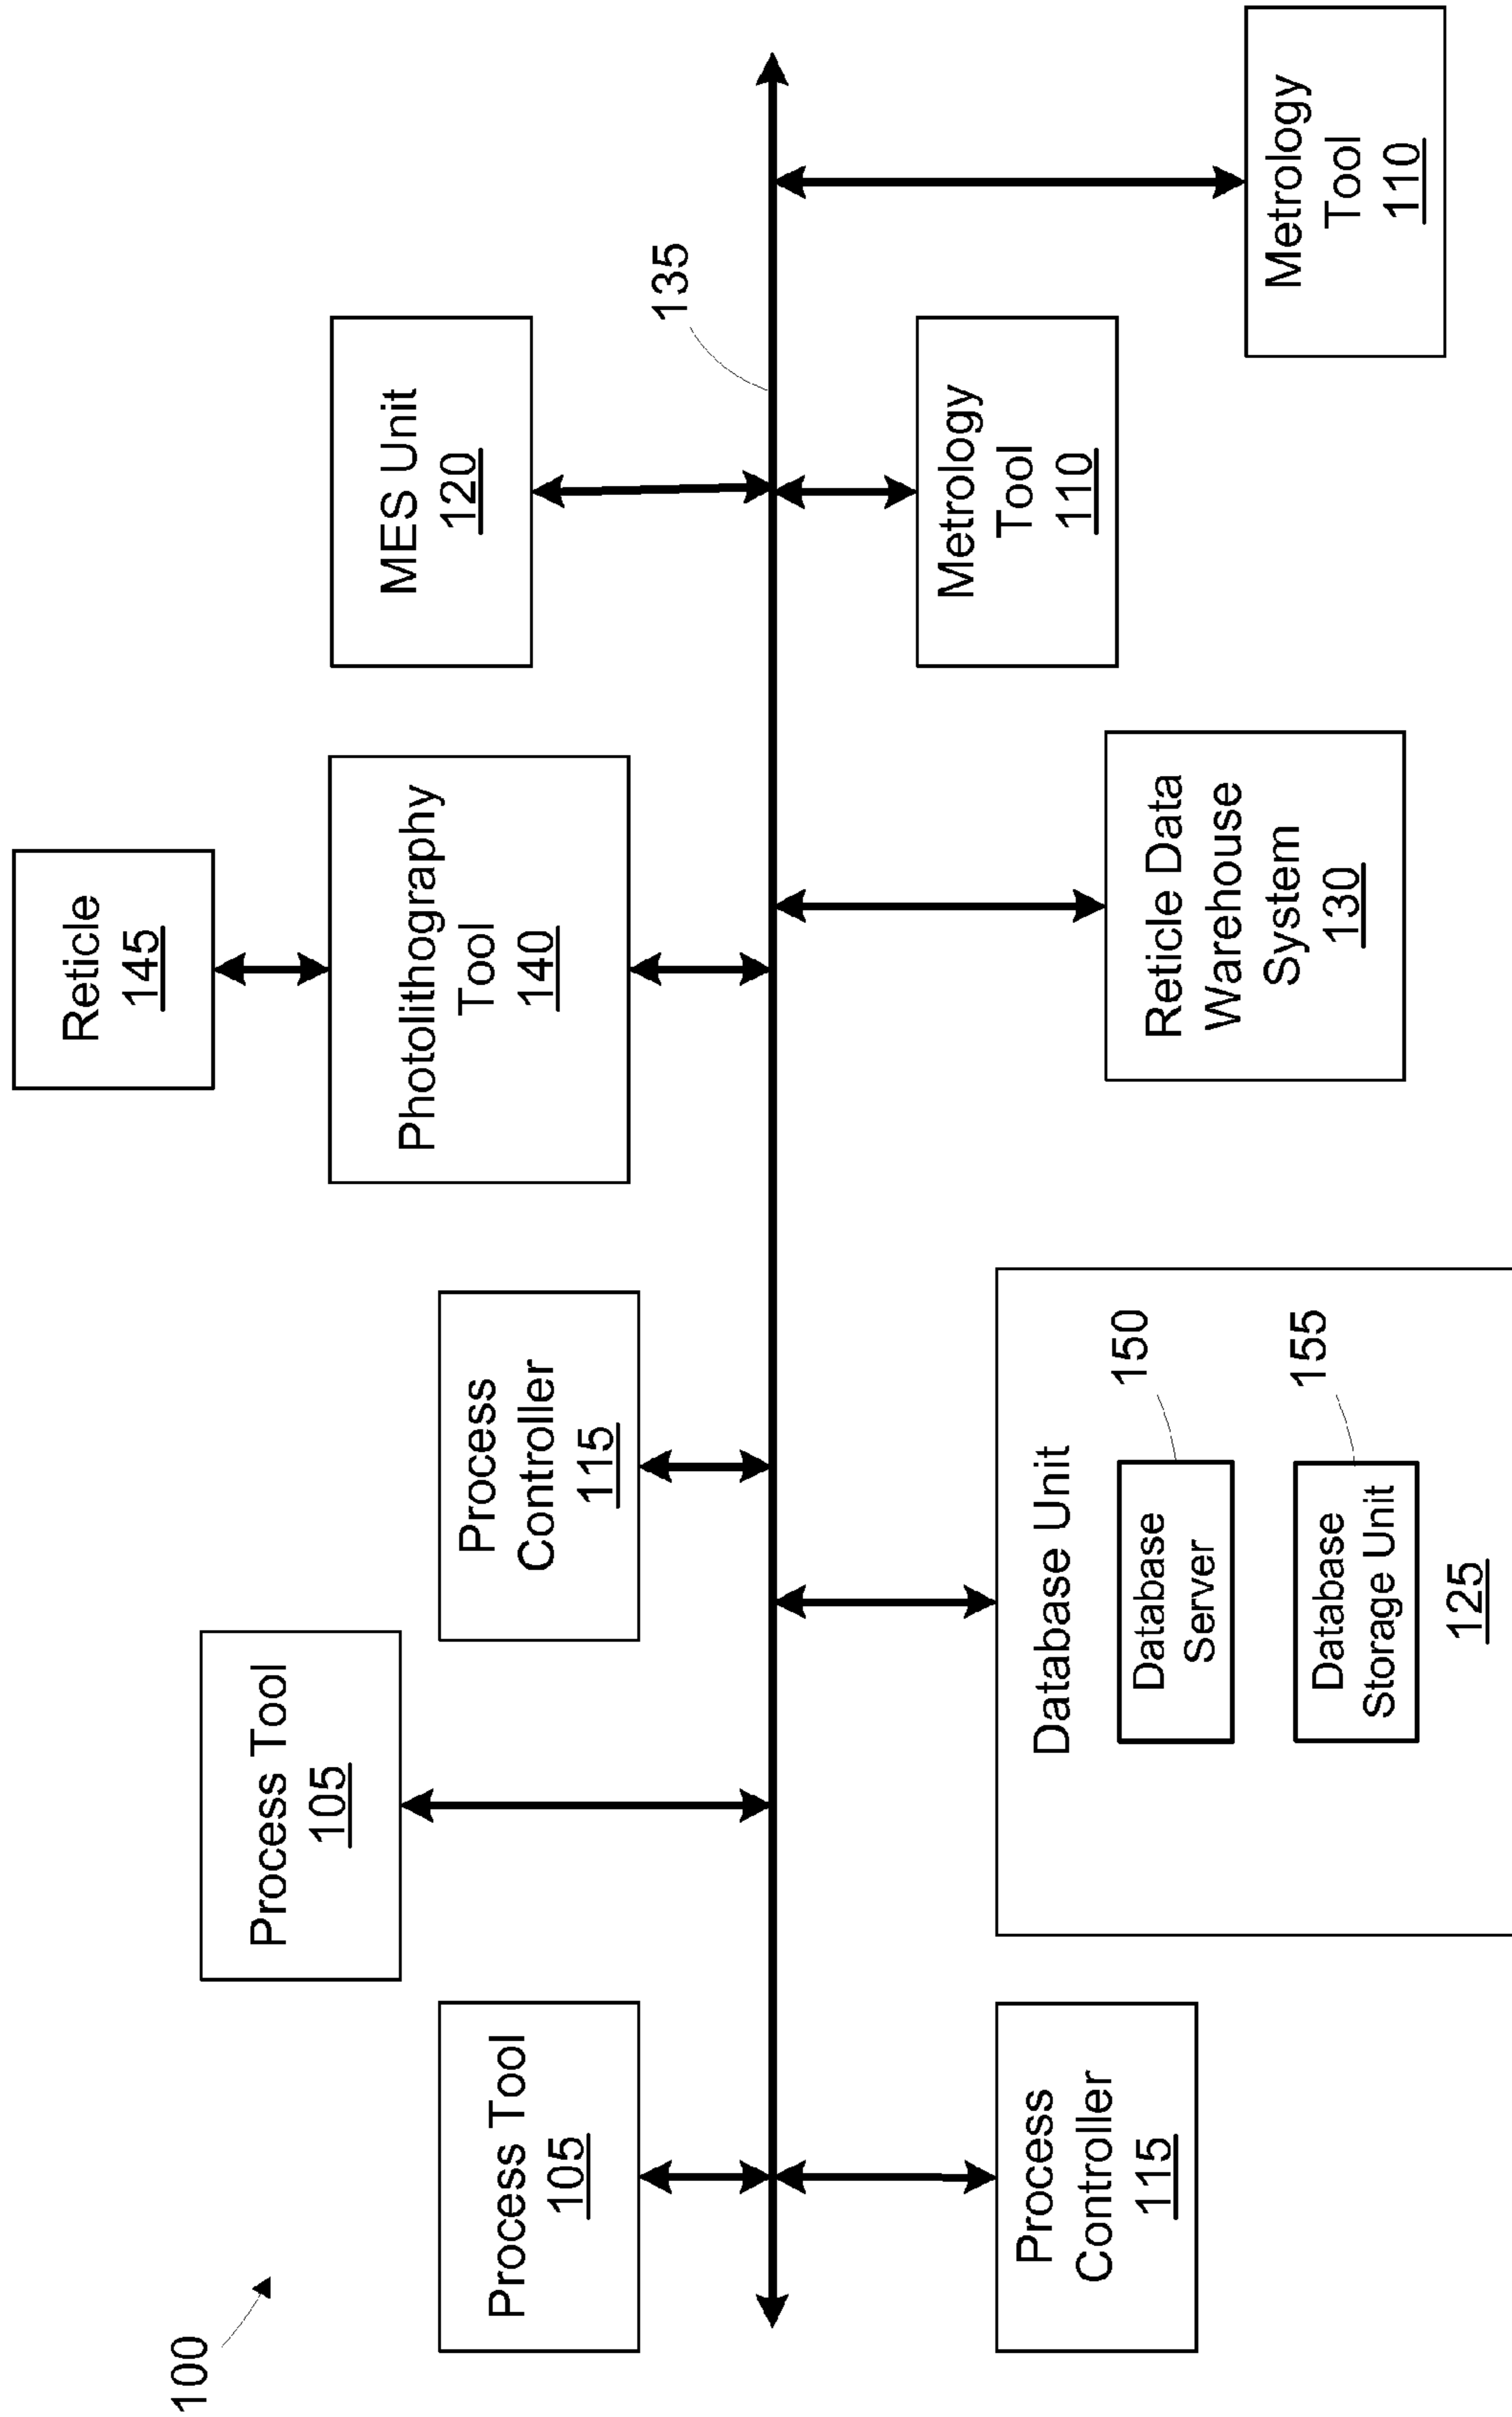 100
Process Tool
105
Process Tool
105
Process
Controller
115
Reticle
145
Photolithography
Tool
140
MES Unit
120
135
Process
Controller
115
Database Unit
Database
Server
150
Database
Storage Unit
155
125
Reticle Data
Warehouse
System
130
Metrology
Tool
110
Metrology
Tool
110